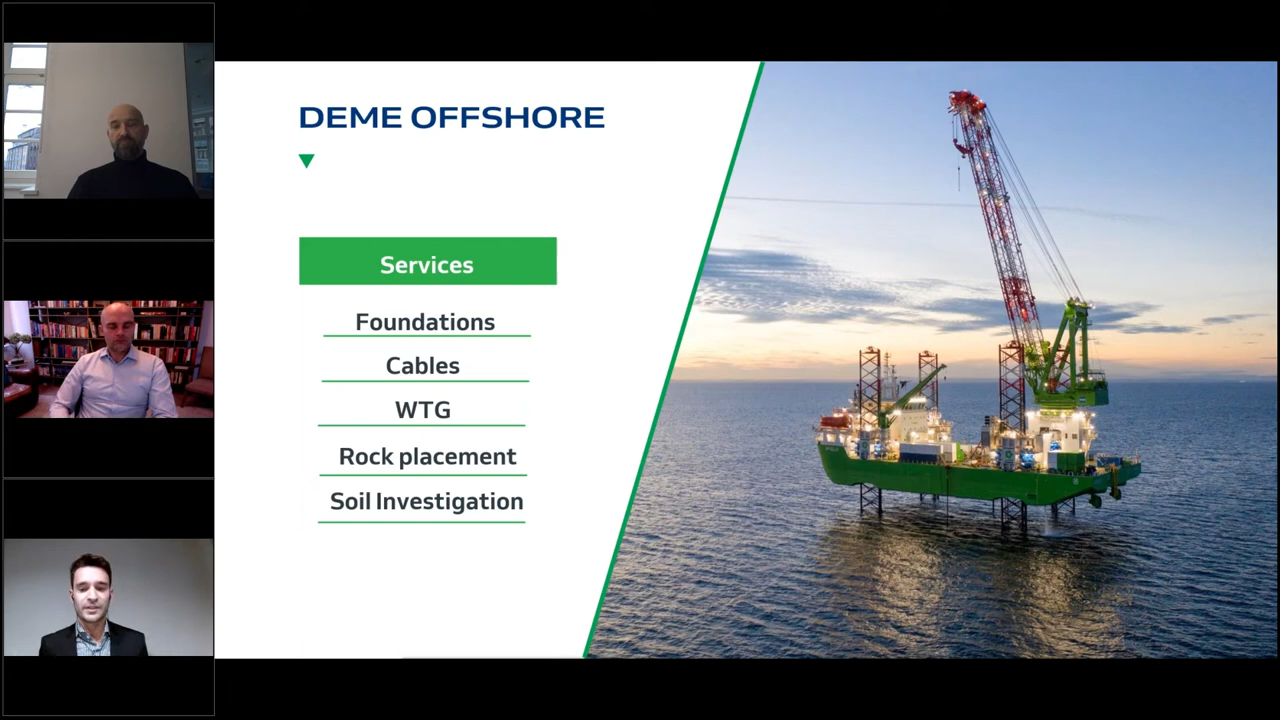 DEME OFFSHORE
Services
Foundations
Cables
WTG
Rock placement
Soil Investigation